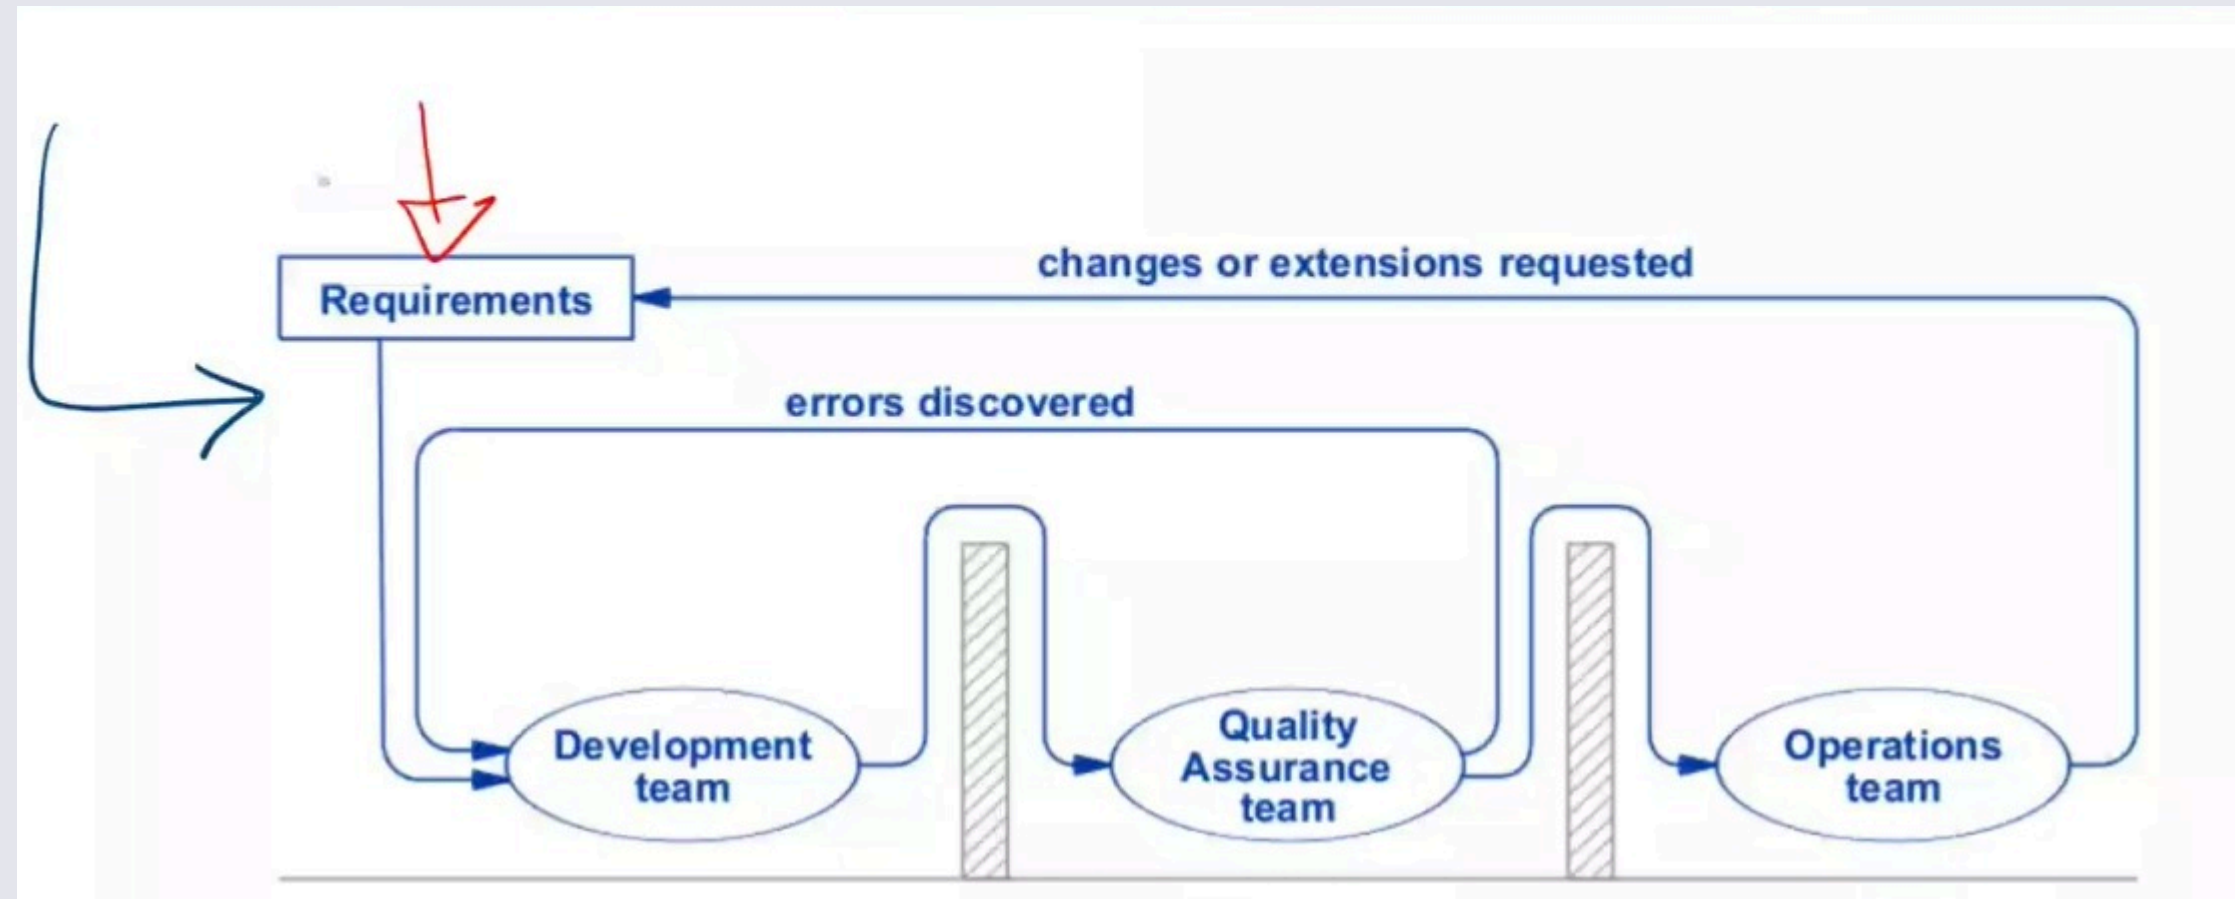 changes or extensions requested
Requirements
errors discovered
Development
team
Quality
Assurance
team
Operations
team